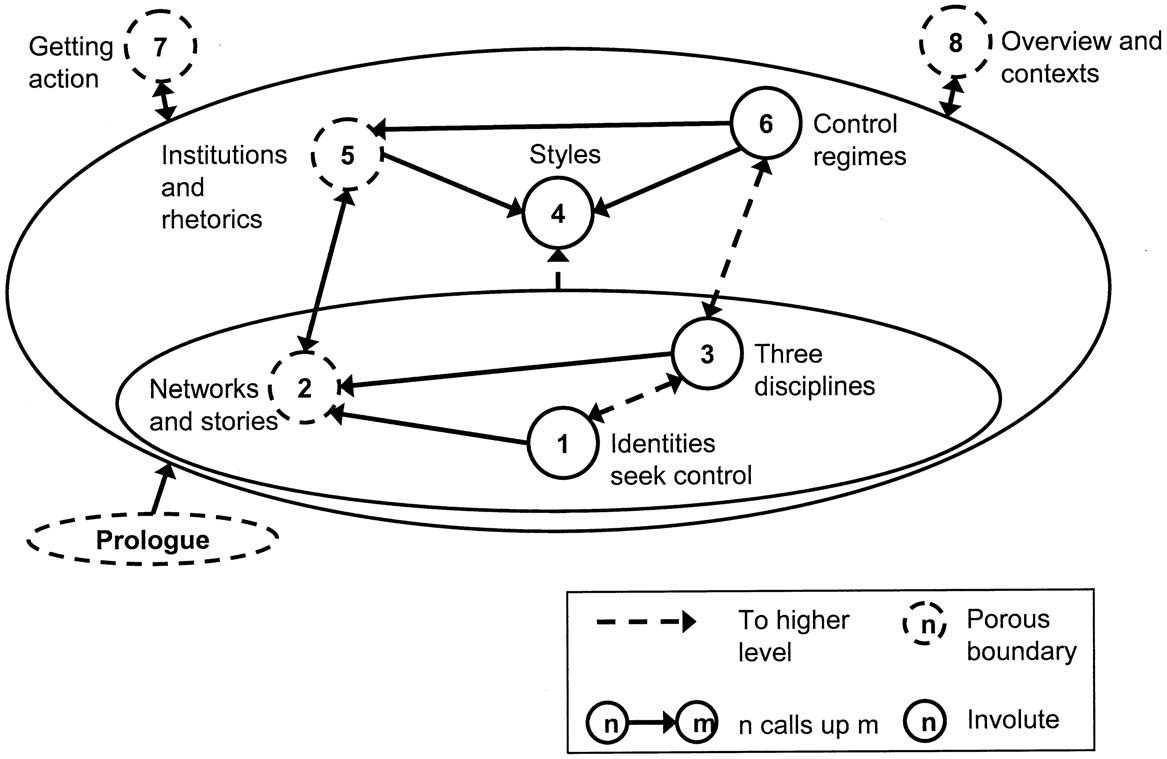 Getting
action
7
8
Overview and
contexts
Institutions
and
rhetorics
5
Styles
4
6
Control
regimes
Networks
and stories
2
3
Three
disciplines
1
Identities
seek control
Prologue
To higher
level
n
Porous
boundary
n
m
n calls up m
n
Involute